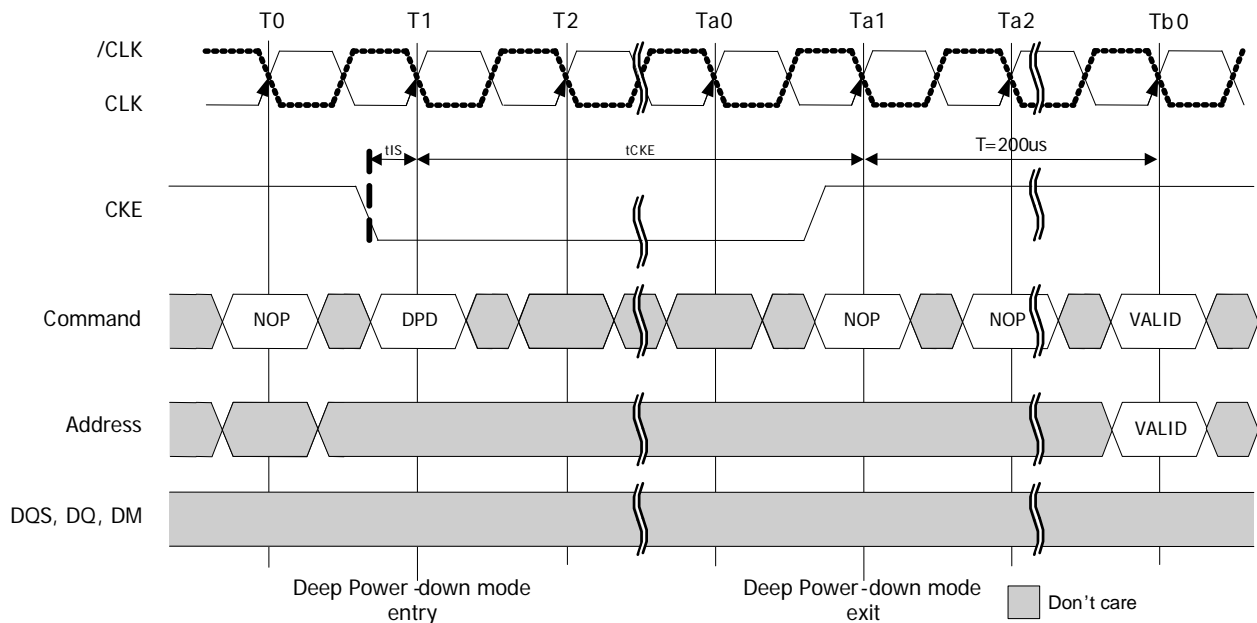 T0 T1 T2 Ta0 Ta1 Ta2 Tb0
/CLK
CLK
tIS tCKE T=200us
CKE
Command NOP DPD NOP NOP VALID
Address VALID
DQS, DQ, DM
Deep Power-down mode
entry
Deep Power-down mode
exit
Don't care